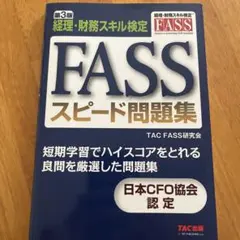 第3版
経理・財務スキル検定
経理・財務スキル検定
FASS
FASS
スピード問題集
TAC FASS研究会
短期学習でハイスコアをとれる
良問を厳選した問題集
日本CFO協会
認定
TAC出版